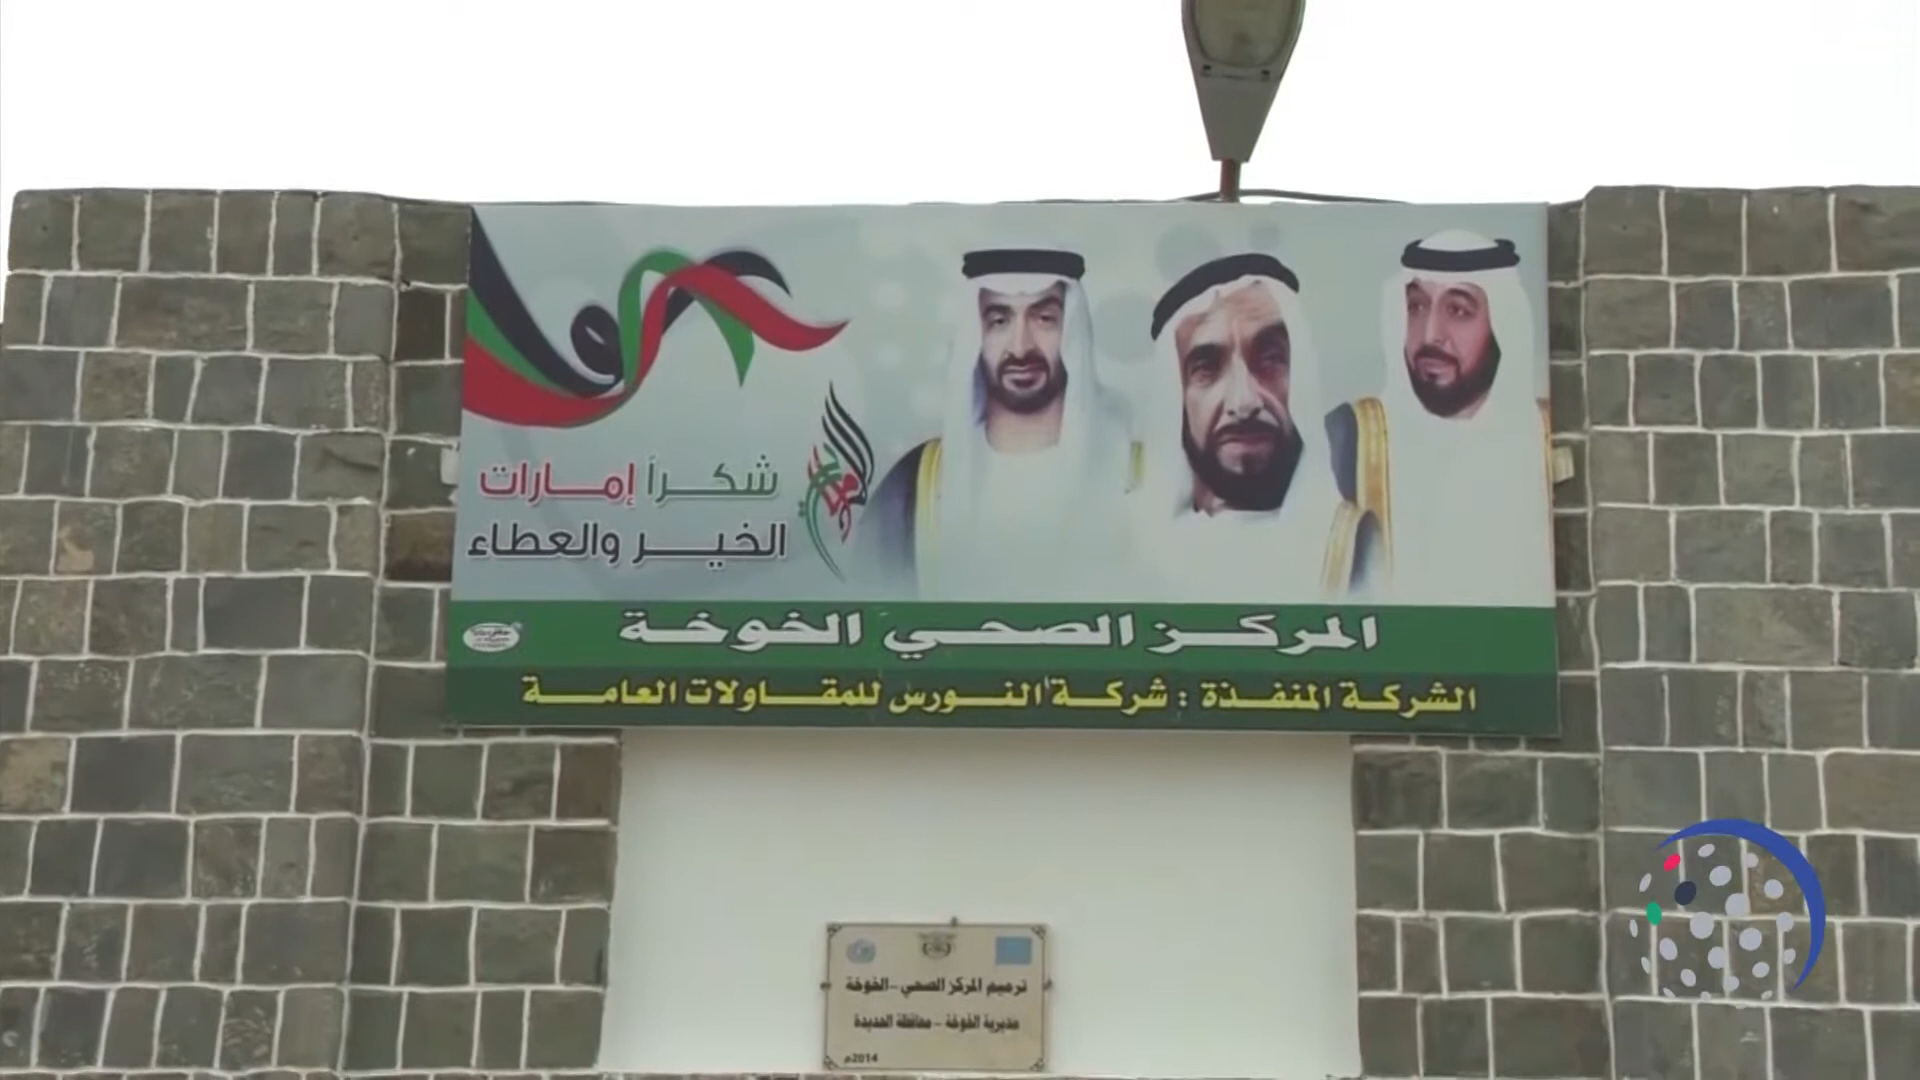 شكراً إمارات
الخير والعطاء
المركز الصحي الخوخة
الشركة المنفذة : شركة النورس للمقاولات العامة
ترميم المركز الصحي - الخوخة
مديرية الخوخة - محافظة الحديدة
2014م